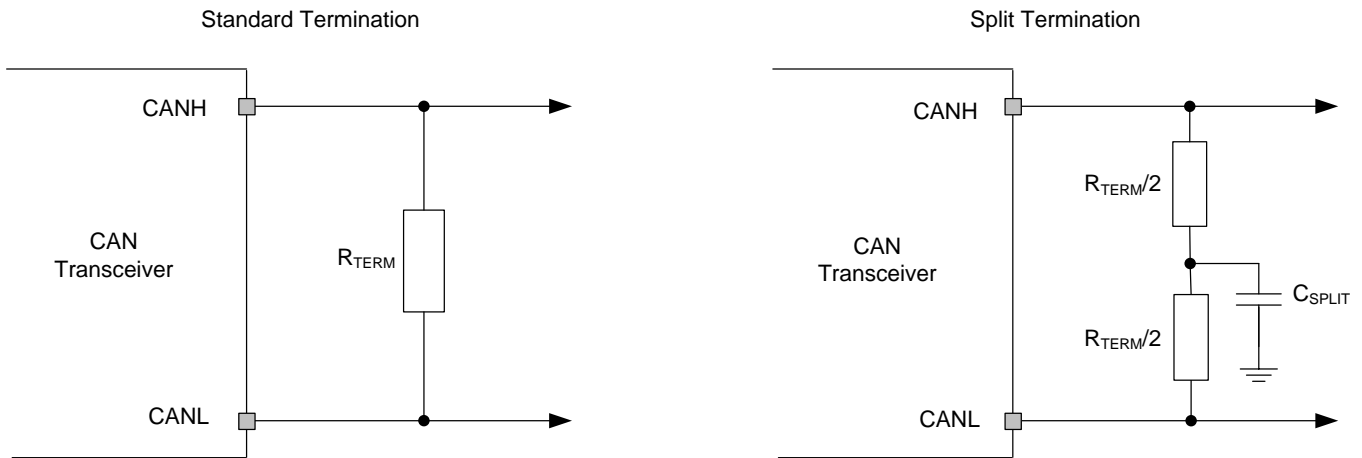 Standard Termination
CANH
CAN
Transceiver
RTERM
CANL
Split Termination
CANH
RTERM/2
CAN
Transceiver
CSPLIT
RTERM/2
CANL